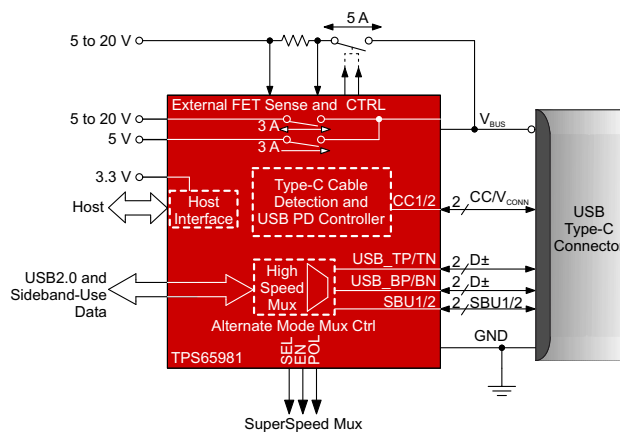 5 A
5 to 20 V
External FET Sense and CTRL
5 to 20 V
3 A
5 V
3 A
VBUS
3.3 V
Host
Host
Interface
Type-C Cable
Detection and
USB PD Controller
CC1/2
2
CC/VCONN
USB
Type-C
Connector
USB2.0 and
Sideband-Use
Data
High
Speed
Mux
USB_TP/TN
2
D±
USB_BP/BN
2
D±
SBU1/2
2
SBU1/2
Alternate Mode Mux Ctrl
GND
TPS65981
SEL
EN
POL
SuperSpeed Mux